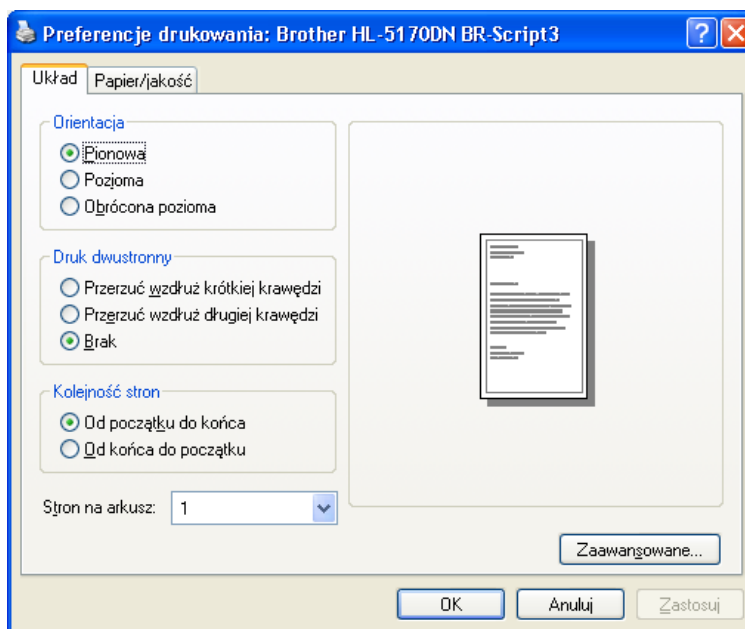 Preferencje drukowania: Brother HL-5170DN BR-Script3
Układ
Papier/jakość
Orientacja
Pionowa
Pozioma
Obrócona pozioma
Druk dwustronny
Przerzuć wzdłuż krótkiej krawędzi
Przerzuć wzdłuż długiej krawędzi
Brak
Kolejność stron
Od początku do końca
Od końca do początku
Stron na arkusz: 1
Zaawansowane...
OK
Anuluj
Zastosuj